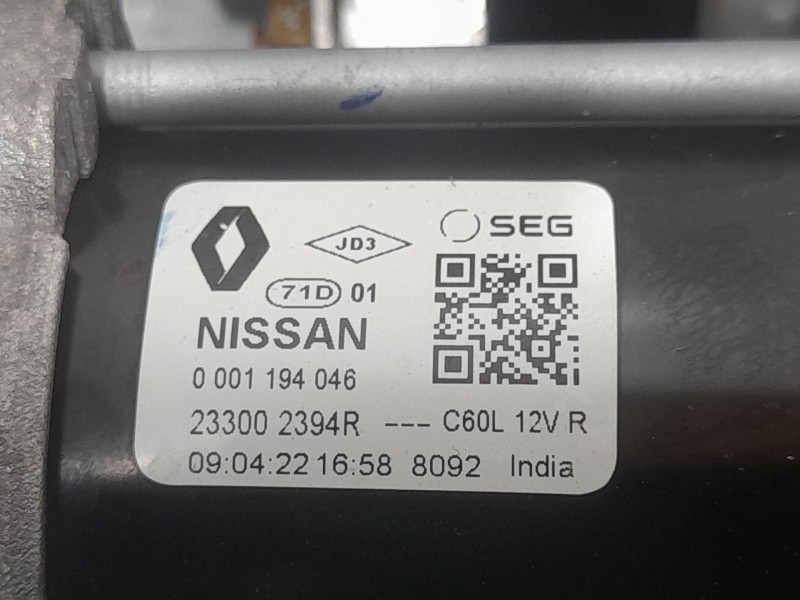 JD3
SEG
71D 01
NISSAN
0 001 194 046
23300 2394R --- C60L 12V R
09:04:22 16:58 8092 India